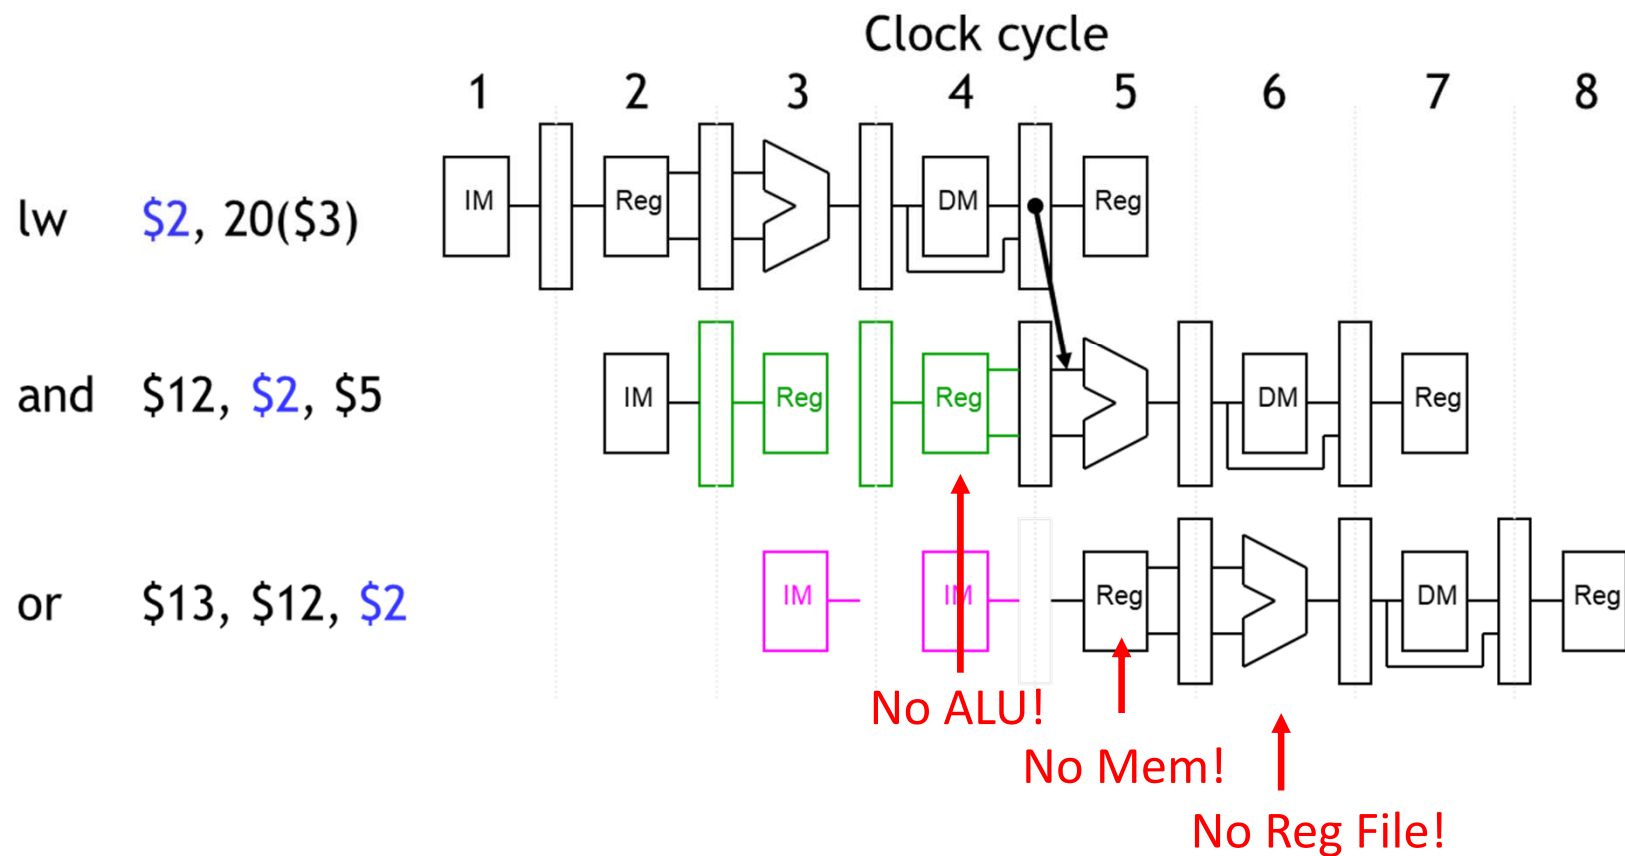 Clock cycle
1 2 3 4 5 6 7 8
lw $2, 20($3) IM Reg DM Reg
and $12, $2, $5 IM Reg Reg DM Reg
or $13, $12, $2 IM IM Reg DM Reg
No ALU!
No Mem!
No Reg File!